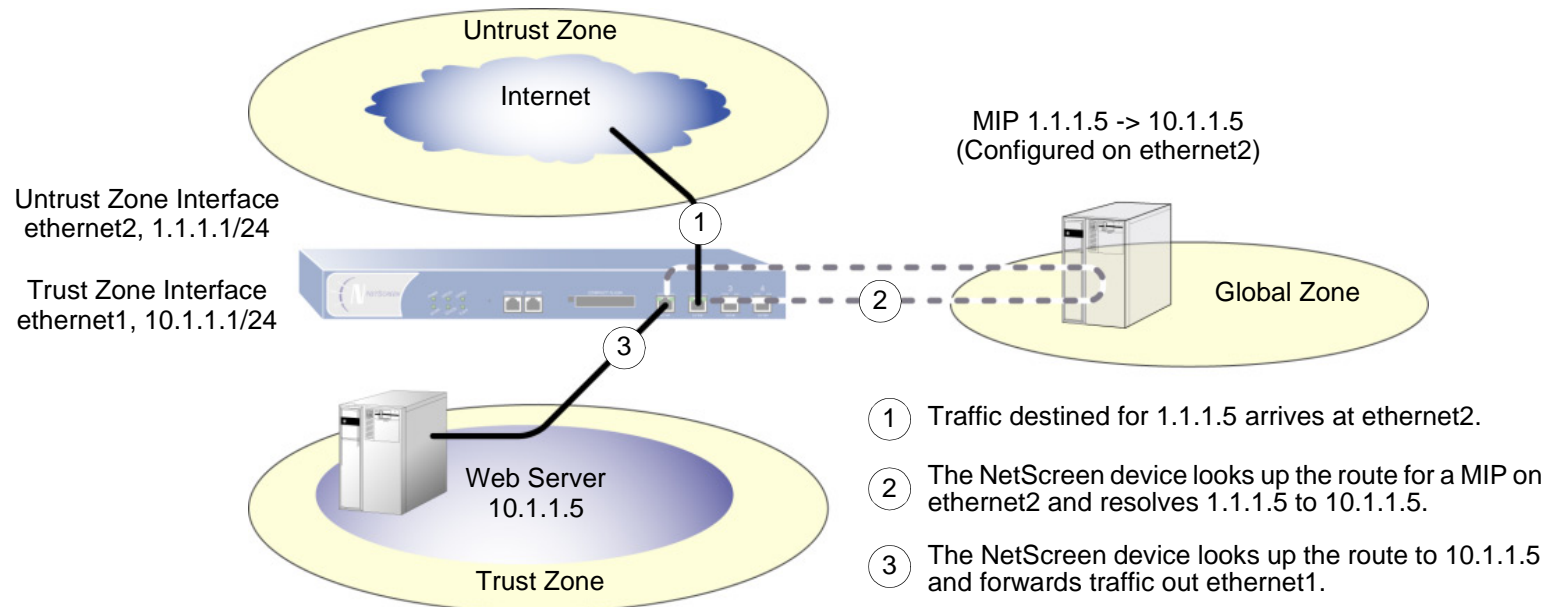 Untrust Zone
Internet
MIP 1.1.1.5 -> 10.1.1.5
(Configured on ethernet2)
Untrust Zone Interface
ethernet2, 1.1.1.1/24
1
Trust Zone Interface
ethernet1, 10.1.1.1/24
NETSCREEN
3
4
2
Global Zone
3
Web Server
10.1.1.5
Trust Zone
1 Traffic destined for 1.1.1.5 arrives at ethernet2.
2 The NetScreen device looks up the route for a MIP on
ethernet2 and resolves 1.1.1.5 to 10.1.1.5.
3 The NetScreen device looks up the route to 10.1.1.5
and forwards traffic out ethernet1.